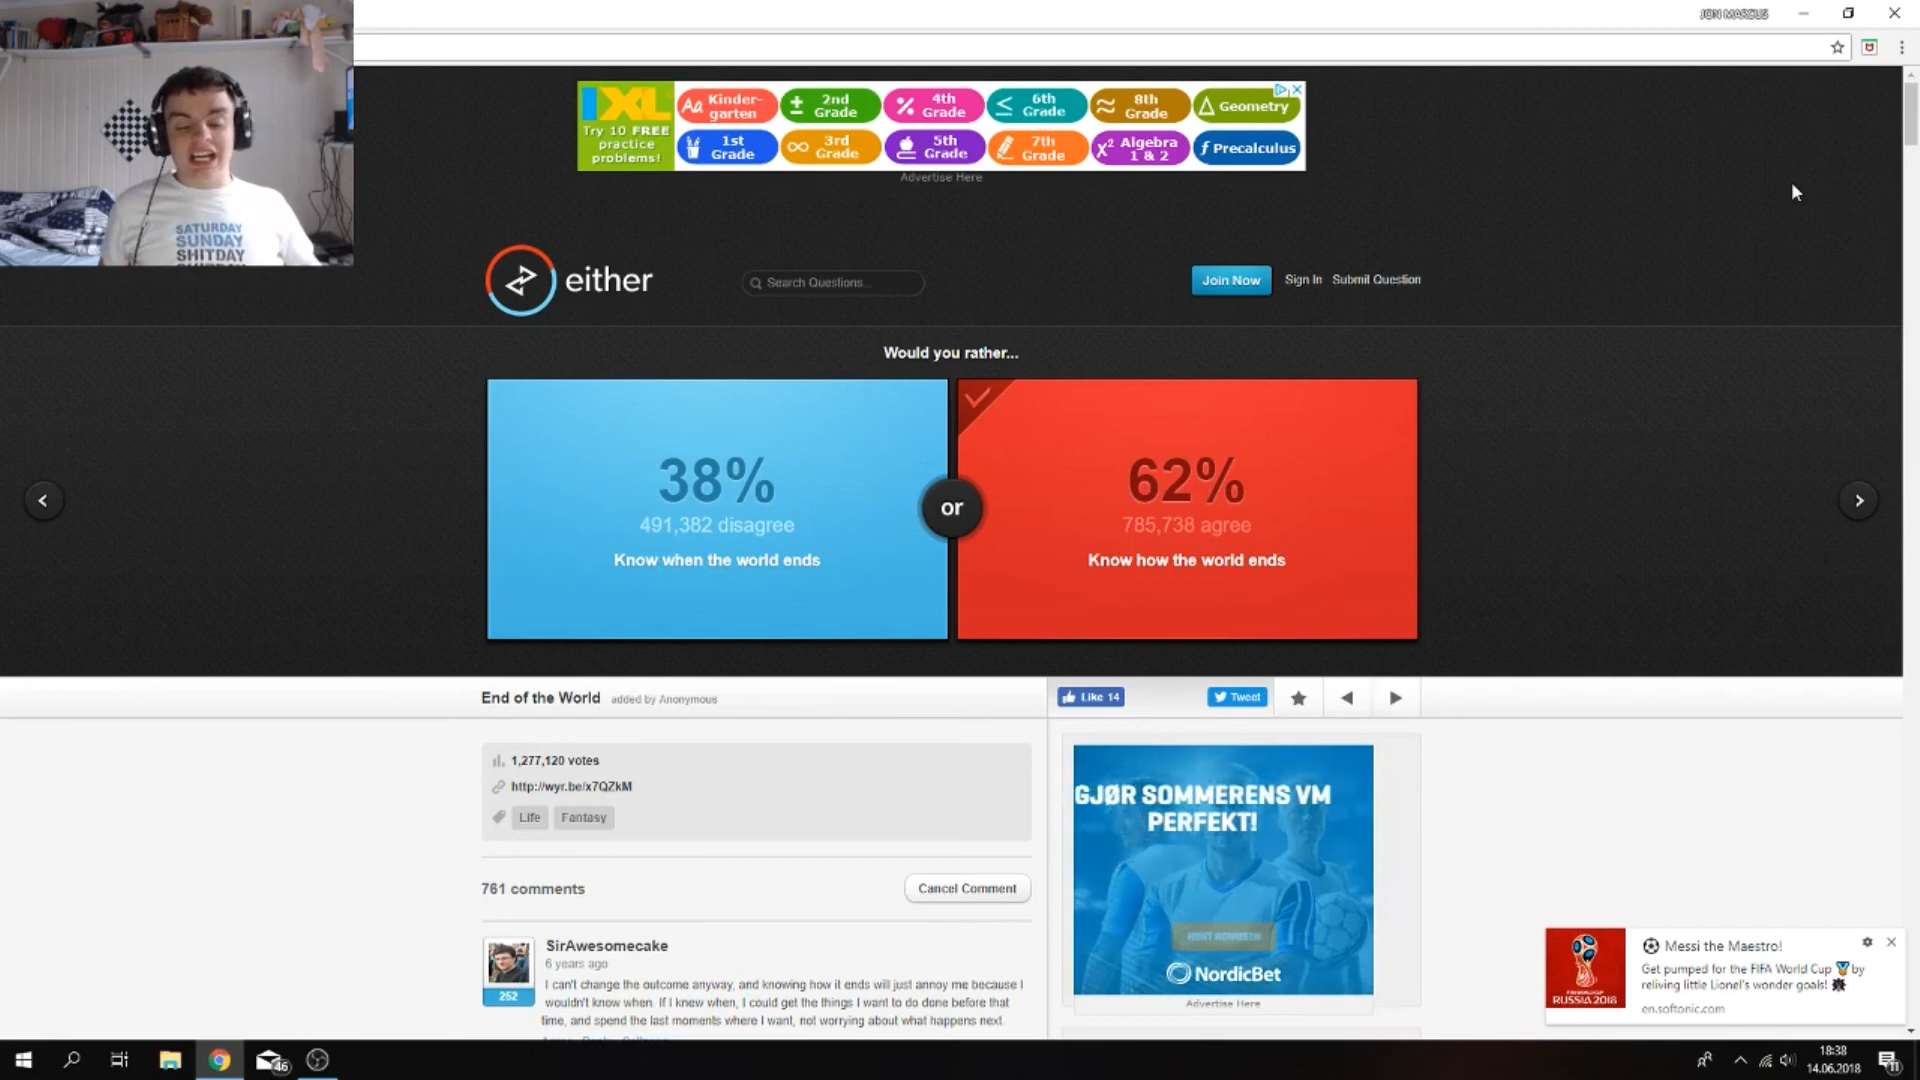 JON MARCUS
SATURDAY
SUNDAY
SHITDAY
IXL
Try 10 FREE
practice
problems!
Aa Kinder-
garten
2nd
Grade
4th
Grade
6th
Grade
8th
Grade
Geometry
1st
Grade
3rd
Grade
5th
Grade
7th
Grade
x² Algebra
1 & 2
f Precalculus
Advertise Here
either
Search Questions...
Join Now
Sign In
Submit Question
Would you rather...
38%
491,382 disagree
Know when the world ends
or
62%
785,738 agree
Know how the world ends
End of the World added by Anonymous
Like 14
Tweet
1,277,120 votes
http://wyr.be/x7QZkM
Life Fantasy
761 comments
Cancel Comment
SirAwesomecake
6 years ago
252
I can't change the outcome anyway, and knowing how it ends will just annoy me because I
wouldn't know when. If I knew when, I could get the things I want to do done before that
time, and spend the last moments where I want, not worrying about what happens next.
GJØR SOMMERENS VM
PERFEKT!
HENT BONUSEN
NordicBet
Advertise Here
RUSSIA 2018
Messi the Maestro!
Get pumped for the FIFA World Cup by
reliving little Lionel's wonder goals!
en.softonic.com
46
18:38
14.06.2018
11